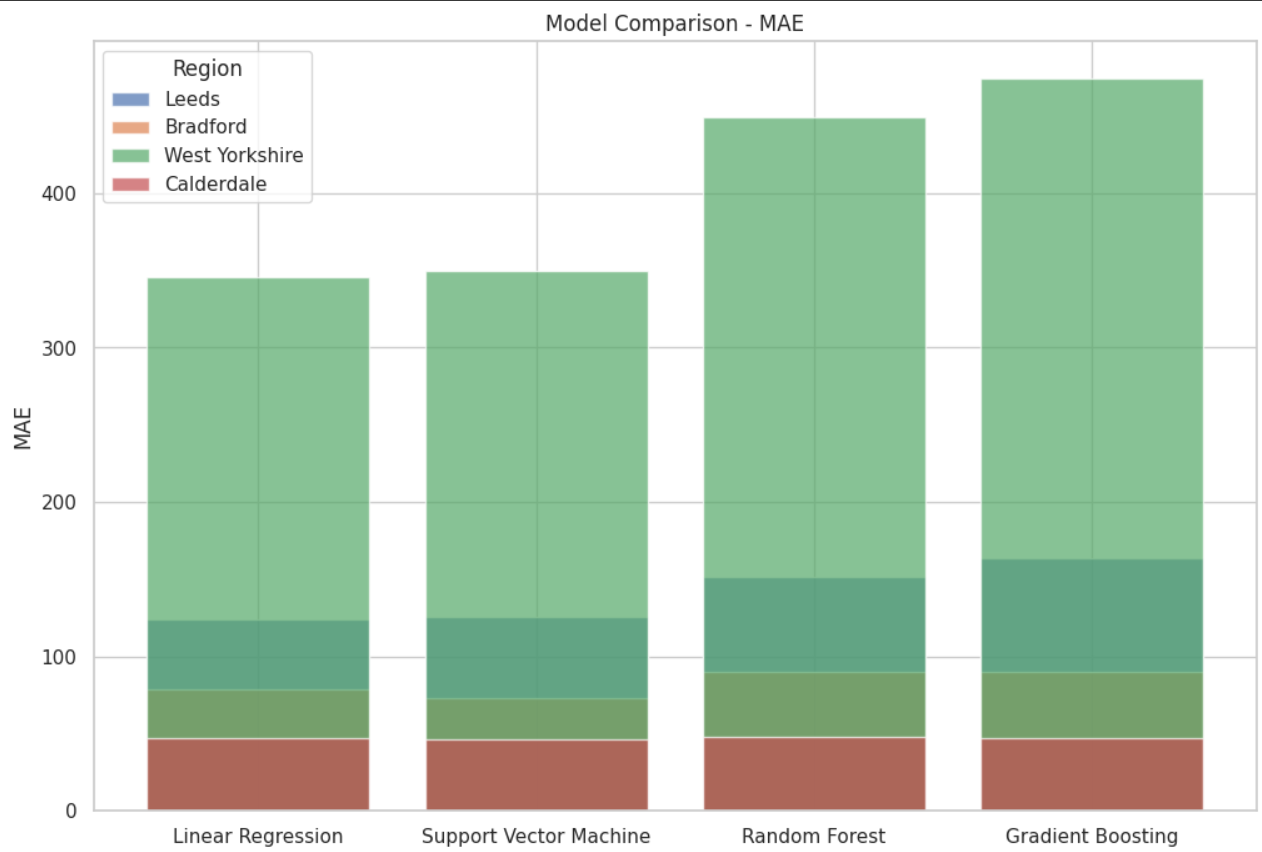 Model Comparison - MAE
Region
Leeds
Bradford
West Yorkshire
Calderdale
400
300
200
100
0
MAE
Linear Regression
Support Vector Machine
Random Forest
Gradient Boosting